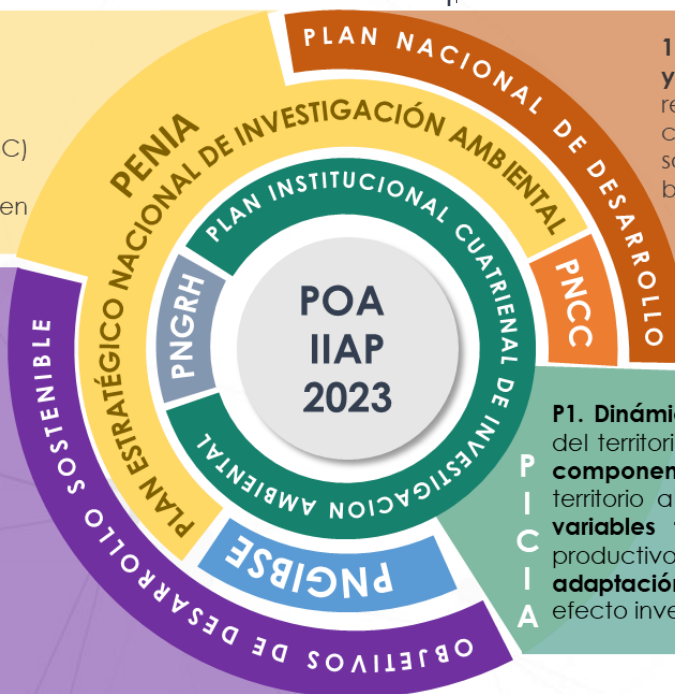 C)
en
PLAN NACIONAL DE DESARROLLO
PENIA
PLAN ESTRATÉGICO NACIONAL DE INVESTIGACIÓN AMBIENTAL
PLAN INSTITUCIONAL CUATRIENAL DE INVESTIGACION AMBIENTAL
PNGRH
PNCC
POA
IIAP
2023
PNGIBSE
OBJETIVOS DE DESARROLLO SOSTENIBLE
1
y
re
c
so
b
PICIA
P1. Dinámi
del territori
componen
territorio a
variables
productivo
adaptación
efecto inve